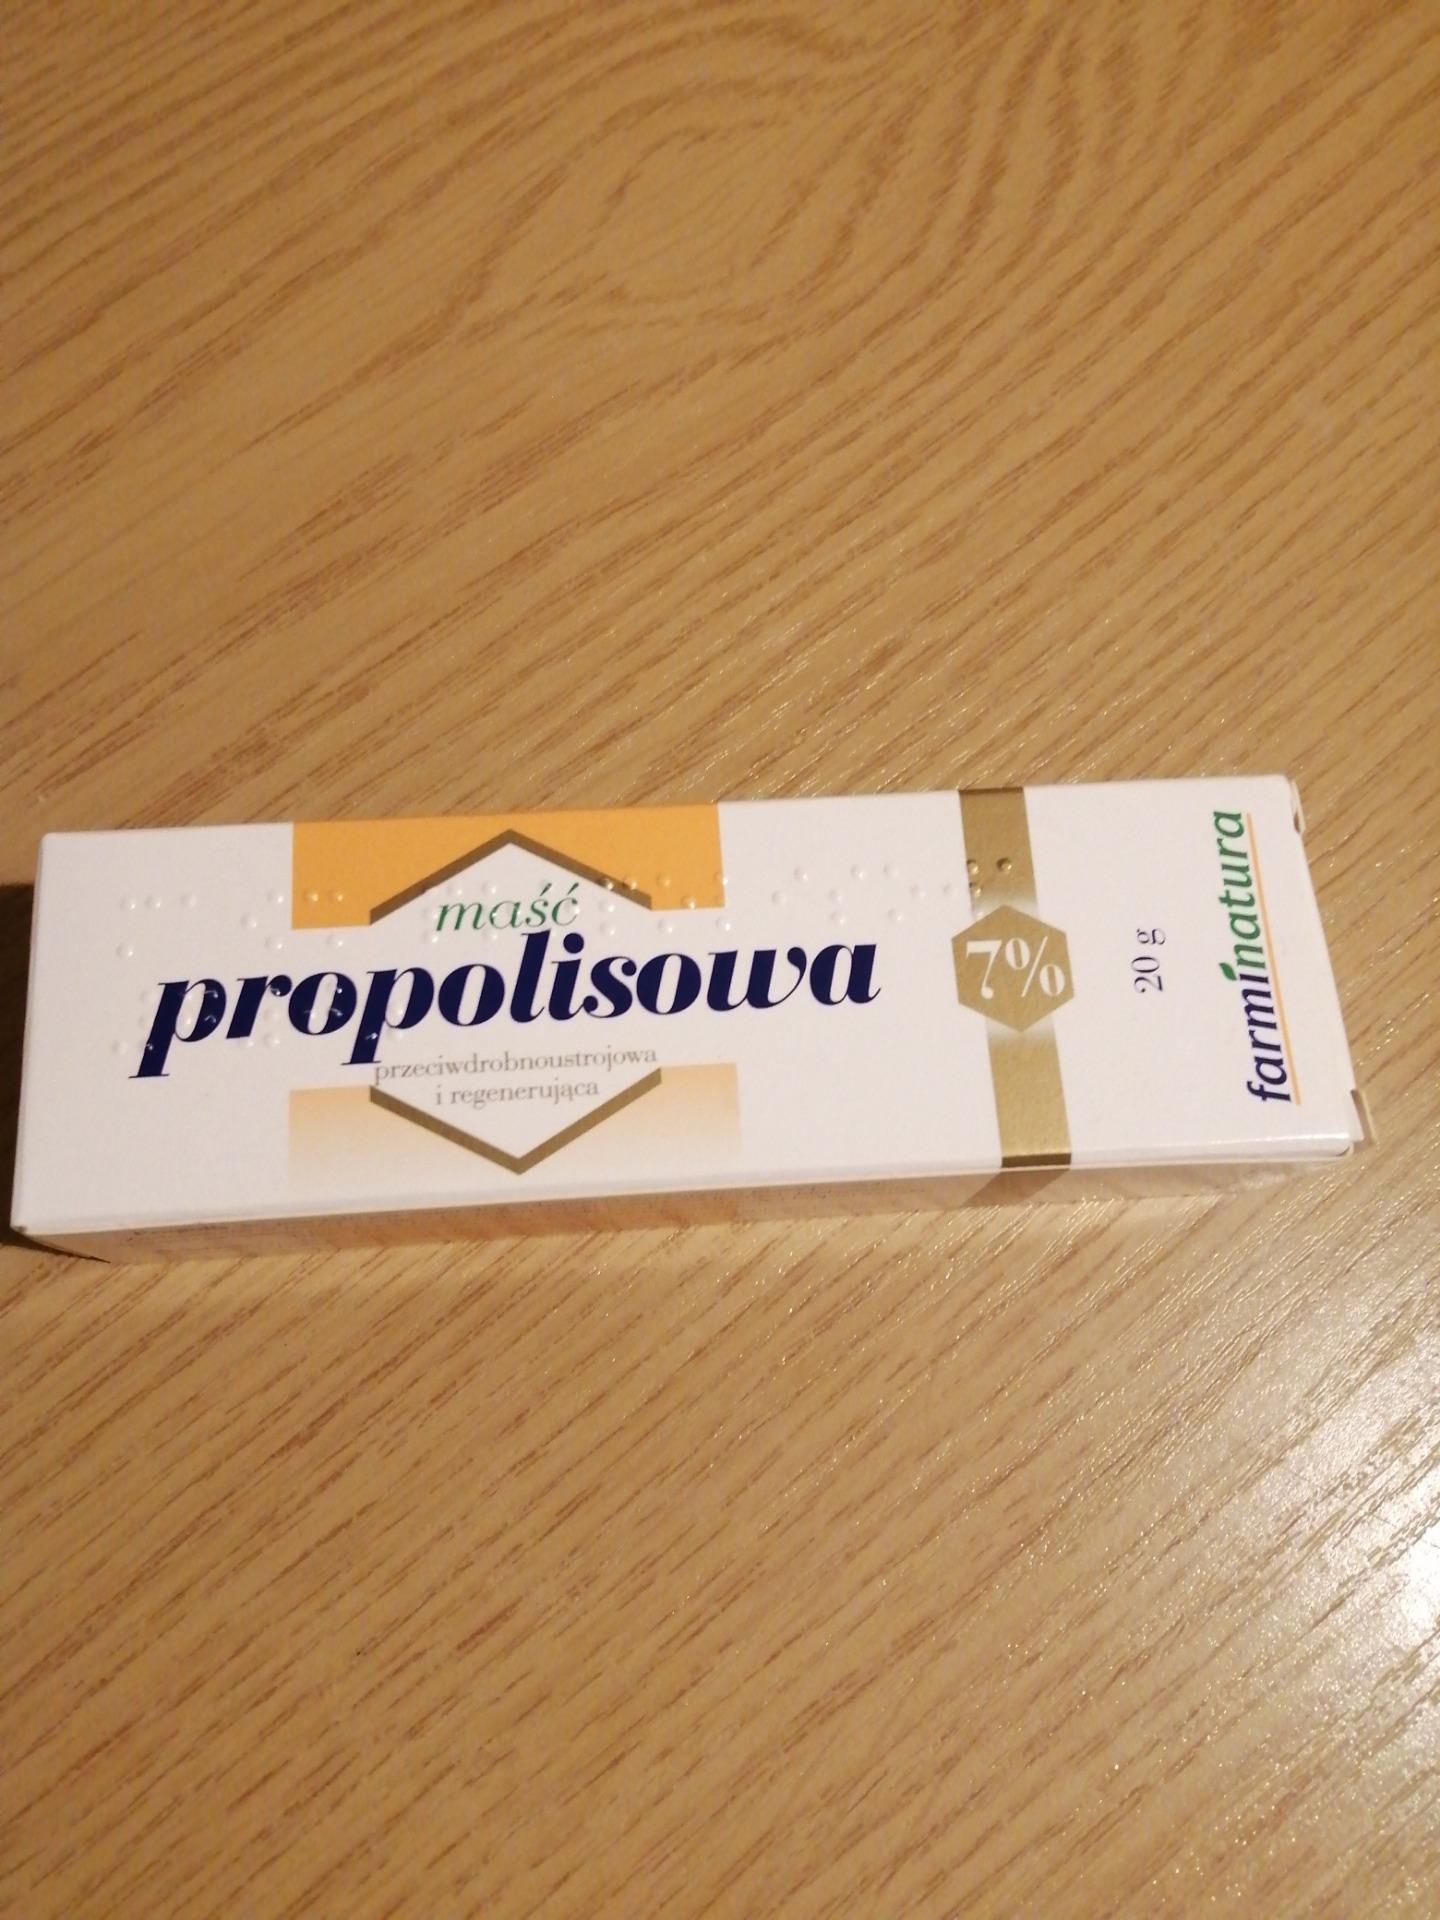 maść
propolisowa
przeciwdrobnoustrojowa
i regenerująca
7%
20 g
farminatura